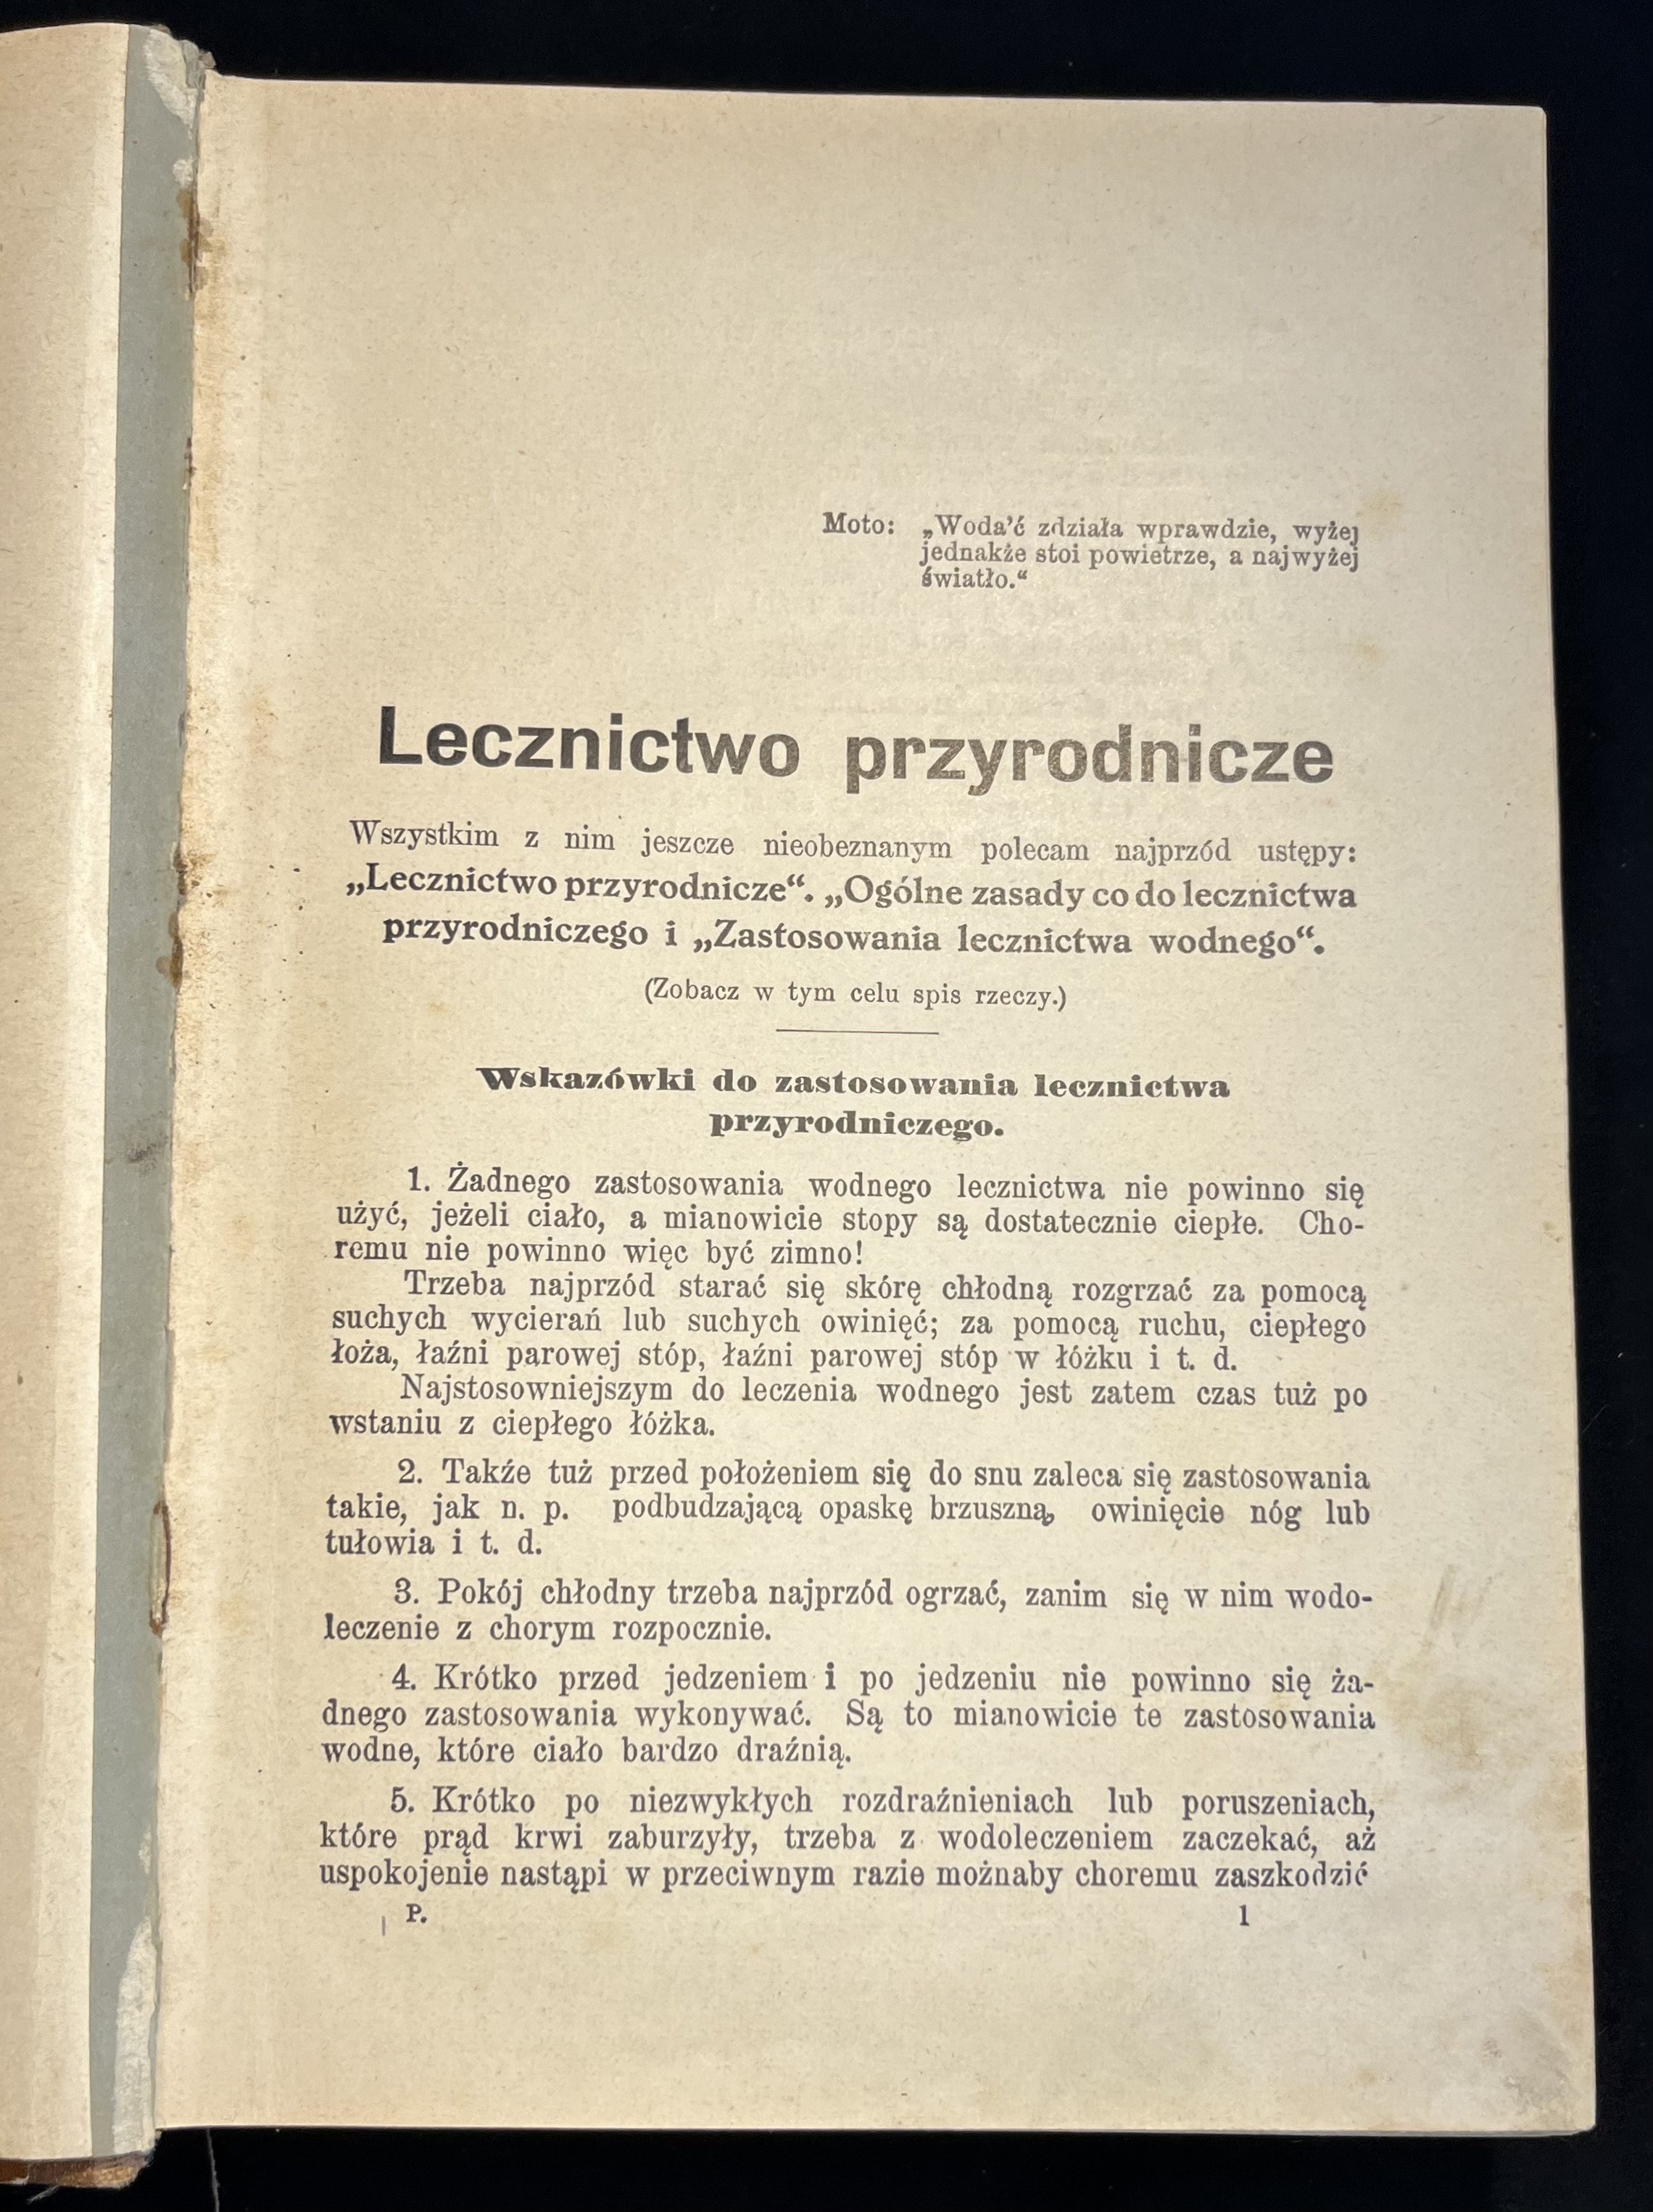 Moto: „Woda’ć zdziała wprawdzie, wyżej
jednakże stoi powietrze, a najwyżej
światło.“
Lecznictwo przyrodnicze
Wszystkim z nim jeszcze nieobeznanym polecam najprzód ustępy:
„Lecznictwo przyrodnicze“. „Ogólne zasady co do lecznictwa
przyrodniczego i „Zastosowania lecznictwa wodnego“.
(Zobacz w tym celu spis rzeczy.)
Wskazówki do zastosowania lecznictwa
przyrodniczego.
1. Żadnego zastosowania wodnego lecznictwa nie powinno się
użyć, jeżeli ciało, a mianowicie stopy są dostatecznie ciepłe. Cho-
remu nie powinno więc być zimno!
Trzeba najprzód starać się skórę chłodną rozgrzać za pomocą
suchych wycierań lub suchych owinięć; za pomocą ruchu, ciepłego
łoża, łaźni parowej stóp, łaźni parowej stóp w łóżku i t. d.
Najstosowniejszym do leczenia wodnego jest zatem czas tuż po
wstaniu z ciepłego łóżka.
2. Takźe tuż przed położeniem się do snu zaleca się zastosowania
takie, jak n. p. podbudzającą opaskę brzuszną, owinięcie nóg lub
tułowia i t. d.
3. Pokój chłodny trzeba najprzód ogrzać, zanim się w nim wodo-
leczenie z chorym rozpocznie.
4. Krótko przed jedzeniem i po jedzeniu nie powinno się ża-
dnego zastosowania wykonywać. Są to mianowicie te zastosowania
wodne, które ciało bardzo draźnią.
5. Krótko po niezwykłych rozdraźnieniach lub poruszeniach,
które prąd krwi zaburzyły, trzeba z wodoleczeniem zaczekać, aż
uspokojenie nastąpi w przeciwnym razie możnaby choremu zaszkodzić
P. 1